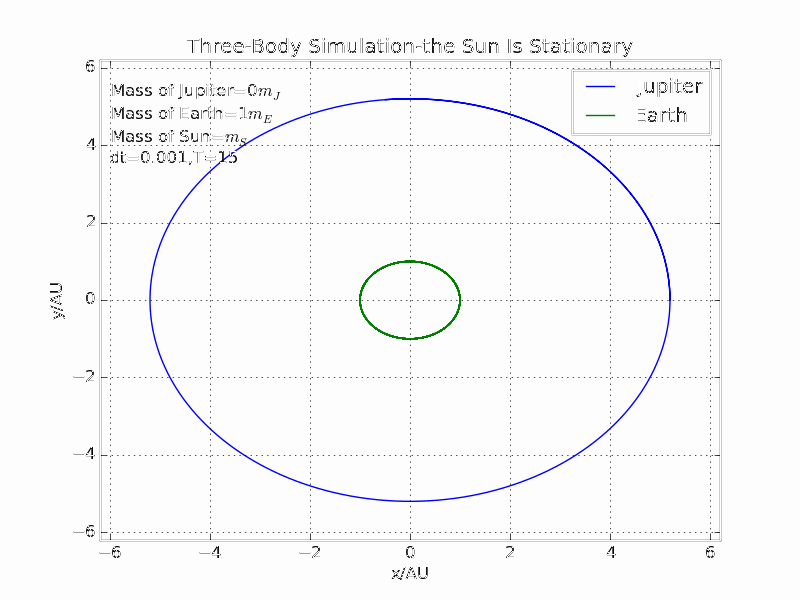 Three-Body Simulation-the Sun Is Stationary
Mass of Jupiter=0m_J
Mass of Earth=1m_E
Mass of Sun=m_S
dt=0.001,T=15
Jupiter
Earth
6
4
2
0
−2
−4
−6
y/AU
−6 −4 −2 0 2 4 6
x/AU